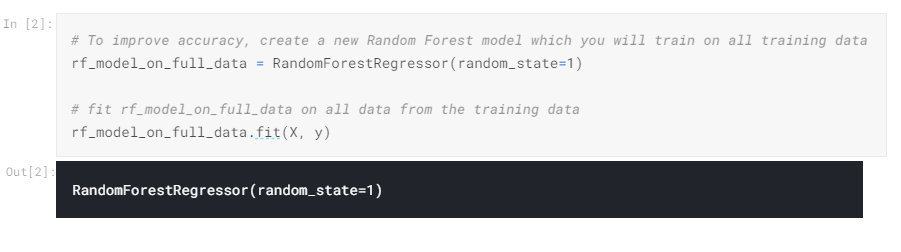 In [2]:
# To improve accuracy, create a new Random Forest model which you will train on all training data
rf_model_on_full_data = RandomForestRegressor(random_state=1)
# fit rf_model_on_full_data on all data from the training data
rf_model_on_full_data.fit(X, y)
Out[2]:
RandomForestRegressor(random_state=1)